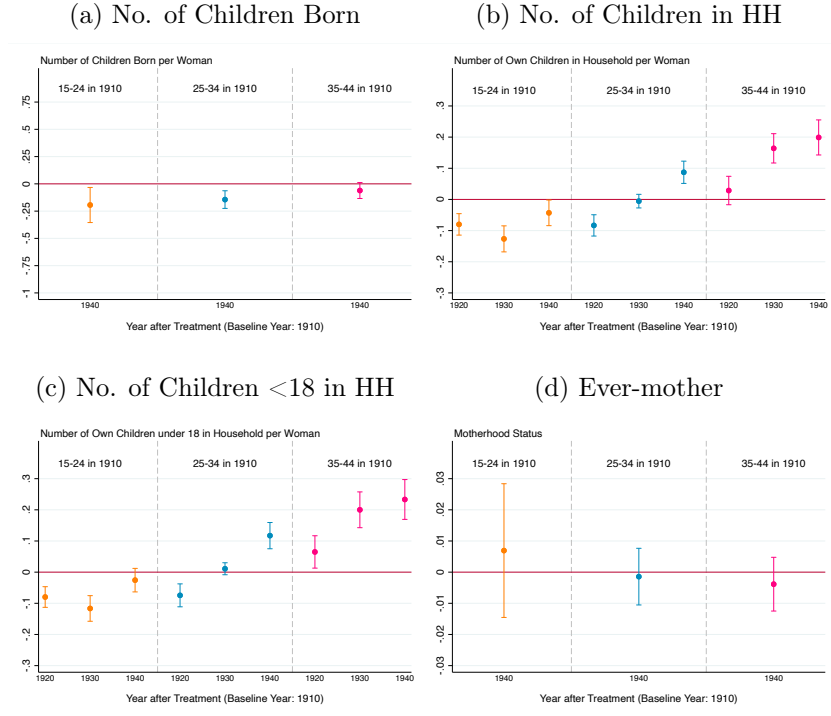 (a) No. of Children Born
Number of Children Born per Woman
15-24 in 1910 25-34 in 1910 35-44 in 1910
.75
.5
.25
0
-.25
-.5
-.75
-1
1940 1940 1940
Year after Treatment (Baseline Year: 1910)
(b) No. of Children in HH
Number of Own Children in Household per Woman
15-24 in 1910 25-34 in 1910 35-44 in 1910
.3
.2
.1
0
-.1
-.2
-.3
1920 1930 1940 1920 1930 1940 1920 1930 1940
Year after Treatment (Baseline Year: 1910)
(c) No. of Children <18 in HH
Number of Own Children under 18 in Household per Woman
15-24 in 1910 25-34 in 1910 35-44 in 1910
.3
.2
.1
0
-.1
-.2
-.3
1920 1930 1940 1920 1930 1940 1920 1930 1940
Year after Treatment (Baseline Year: 1910)
(d) Ever-mother
Motherhood Status
15-24 in 1910 25-34 in 1910 35-44 in 1910
.03
.02
.01
0
-.01
-.02
-.03
1940 1940 1940
Year after Treatment (Baseline Year: 1910)